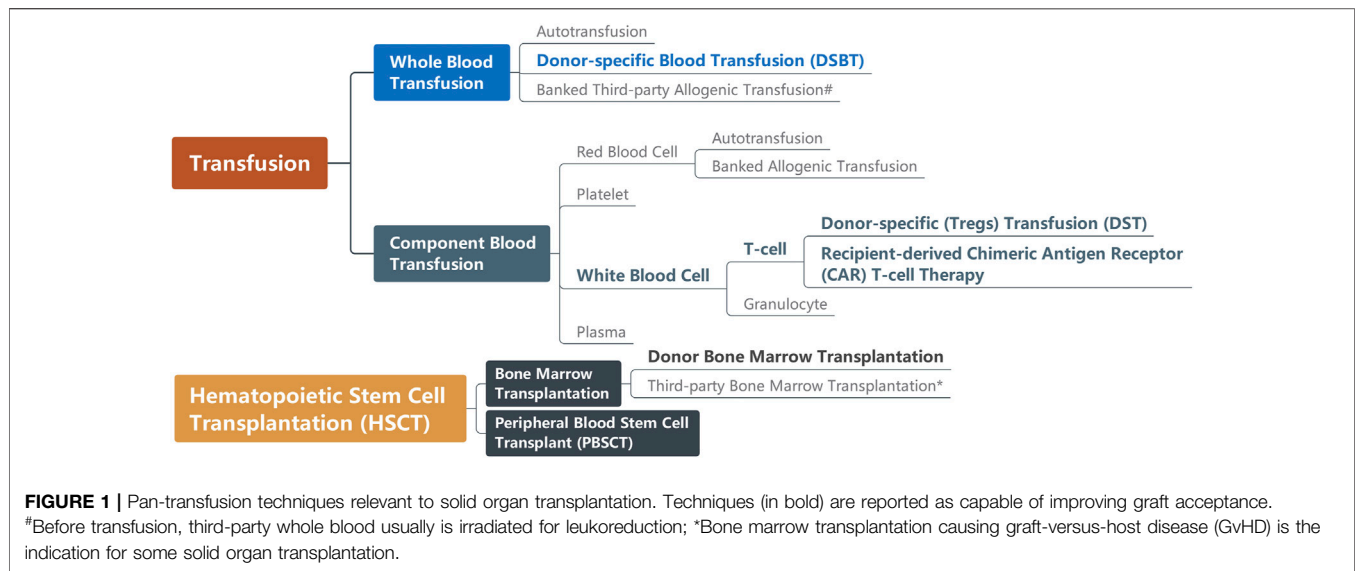 Autotransfusion
Whole Blood
Transfusion
Donor-specific Blood Transfusion (DSBT)
Banked Third-party Allogenic Transfusion#
Transfusion
Autotransfusion
Red Blood Cell
Banked Allogenic Transfusion
Platelet
Component Blood
Transfusion
Donor-specific (Tregs) Transfusion (DST)
T-cell
Recipient-derived Chimeric Antigen Receptor
(CAR) T-cell Therapy
White Blood Cell
Granulocyte
Plasma
Hematopoietic Stem Cell
Transplantation (HSCT)
Bone Marrow
Transplantation
Donor Bone Marrow Transplantation
Third-party Bone Marrow Transplantation*
Peripheral Blood Stem Cell
Transplant (PBSCT)
FIGURE 1 | Pan-transfusion techniques relevant to solid organ transplantation. Techniques (in bold) are reported as capable of improving graft acceptance.
#Before transfusion, third-party whole blood usually is irradiated for leukoreduction; *Bone marrow transplantation causing graft-versus-host disease (GvHD) is the
indication for some solid organ transplantation.